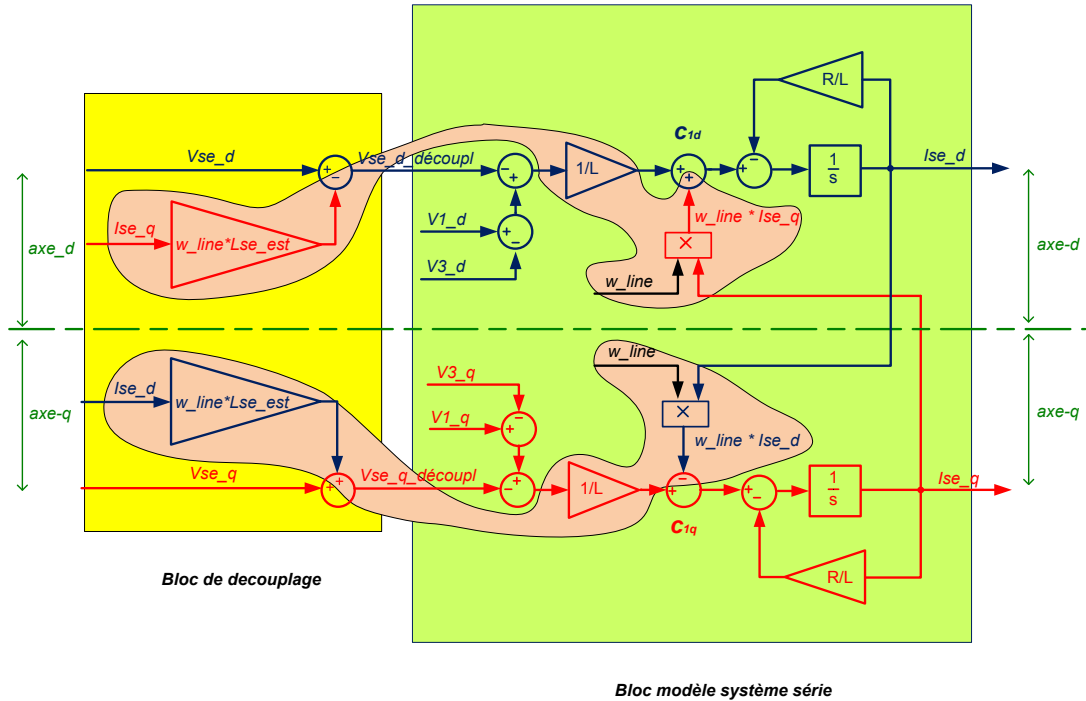 R/L
C1d
Vse_d
Vse_d_découpl
+
−
−
+
1/L
+
+
−
+
1
s
Ise_d
axe_d
Ise_q
w_line*Lse_est
V1_d
+
−
V3_d
w_line * Ise_q
×
w_line
axe-d
axe-q
Ise_d
w_line*Lse_est
w_line
V3_q
V1_q
−
+
×
w_line * Ise_d
axe-q
Vse_q
+
+
Vse_q_découpl
−
+
1/L
−
+
C1q
+
−
1
s
Ise_q
R/L
Bloc de decouplage
Bloc modèle système série